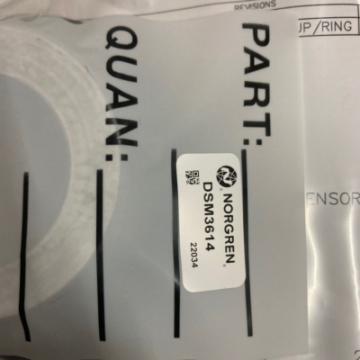 REVISIONS
UP/RING
PART:
QUAN:
NORGREN
DSM3614
22034
ENSOR